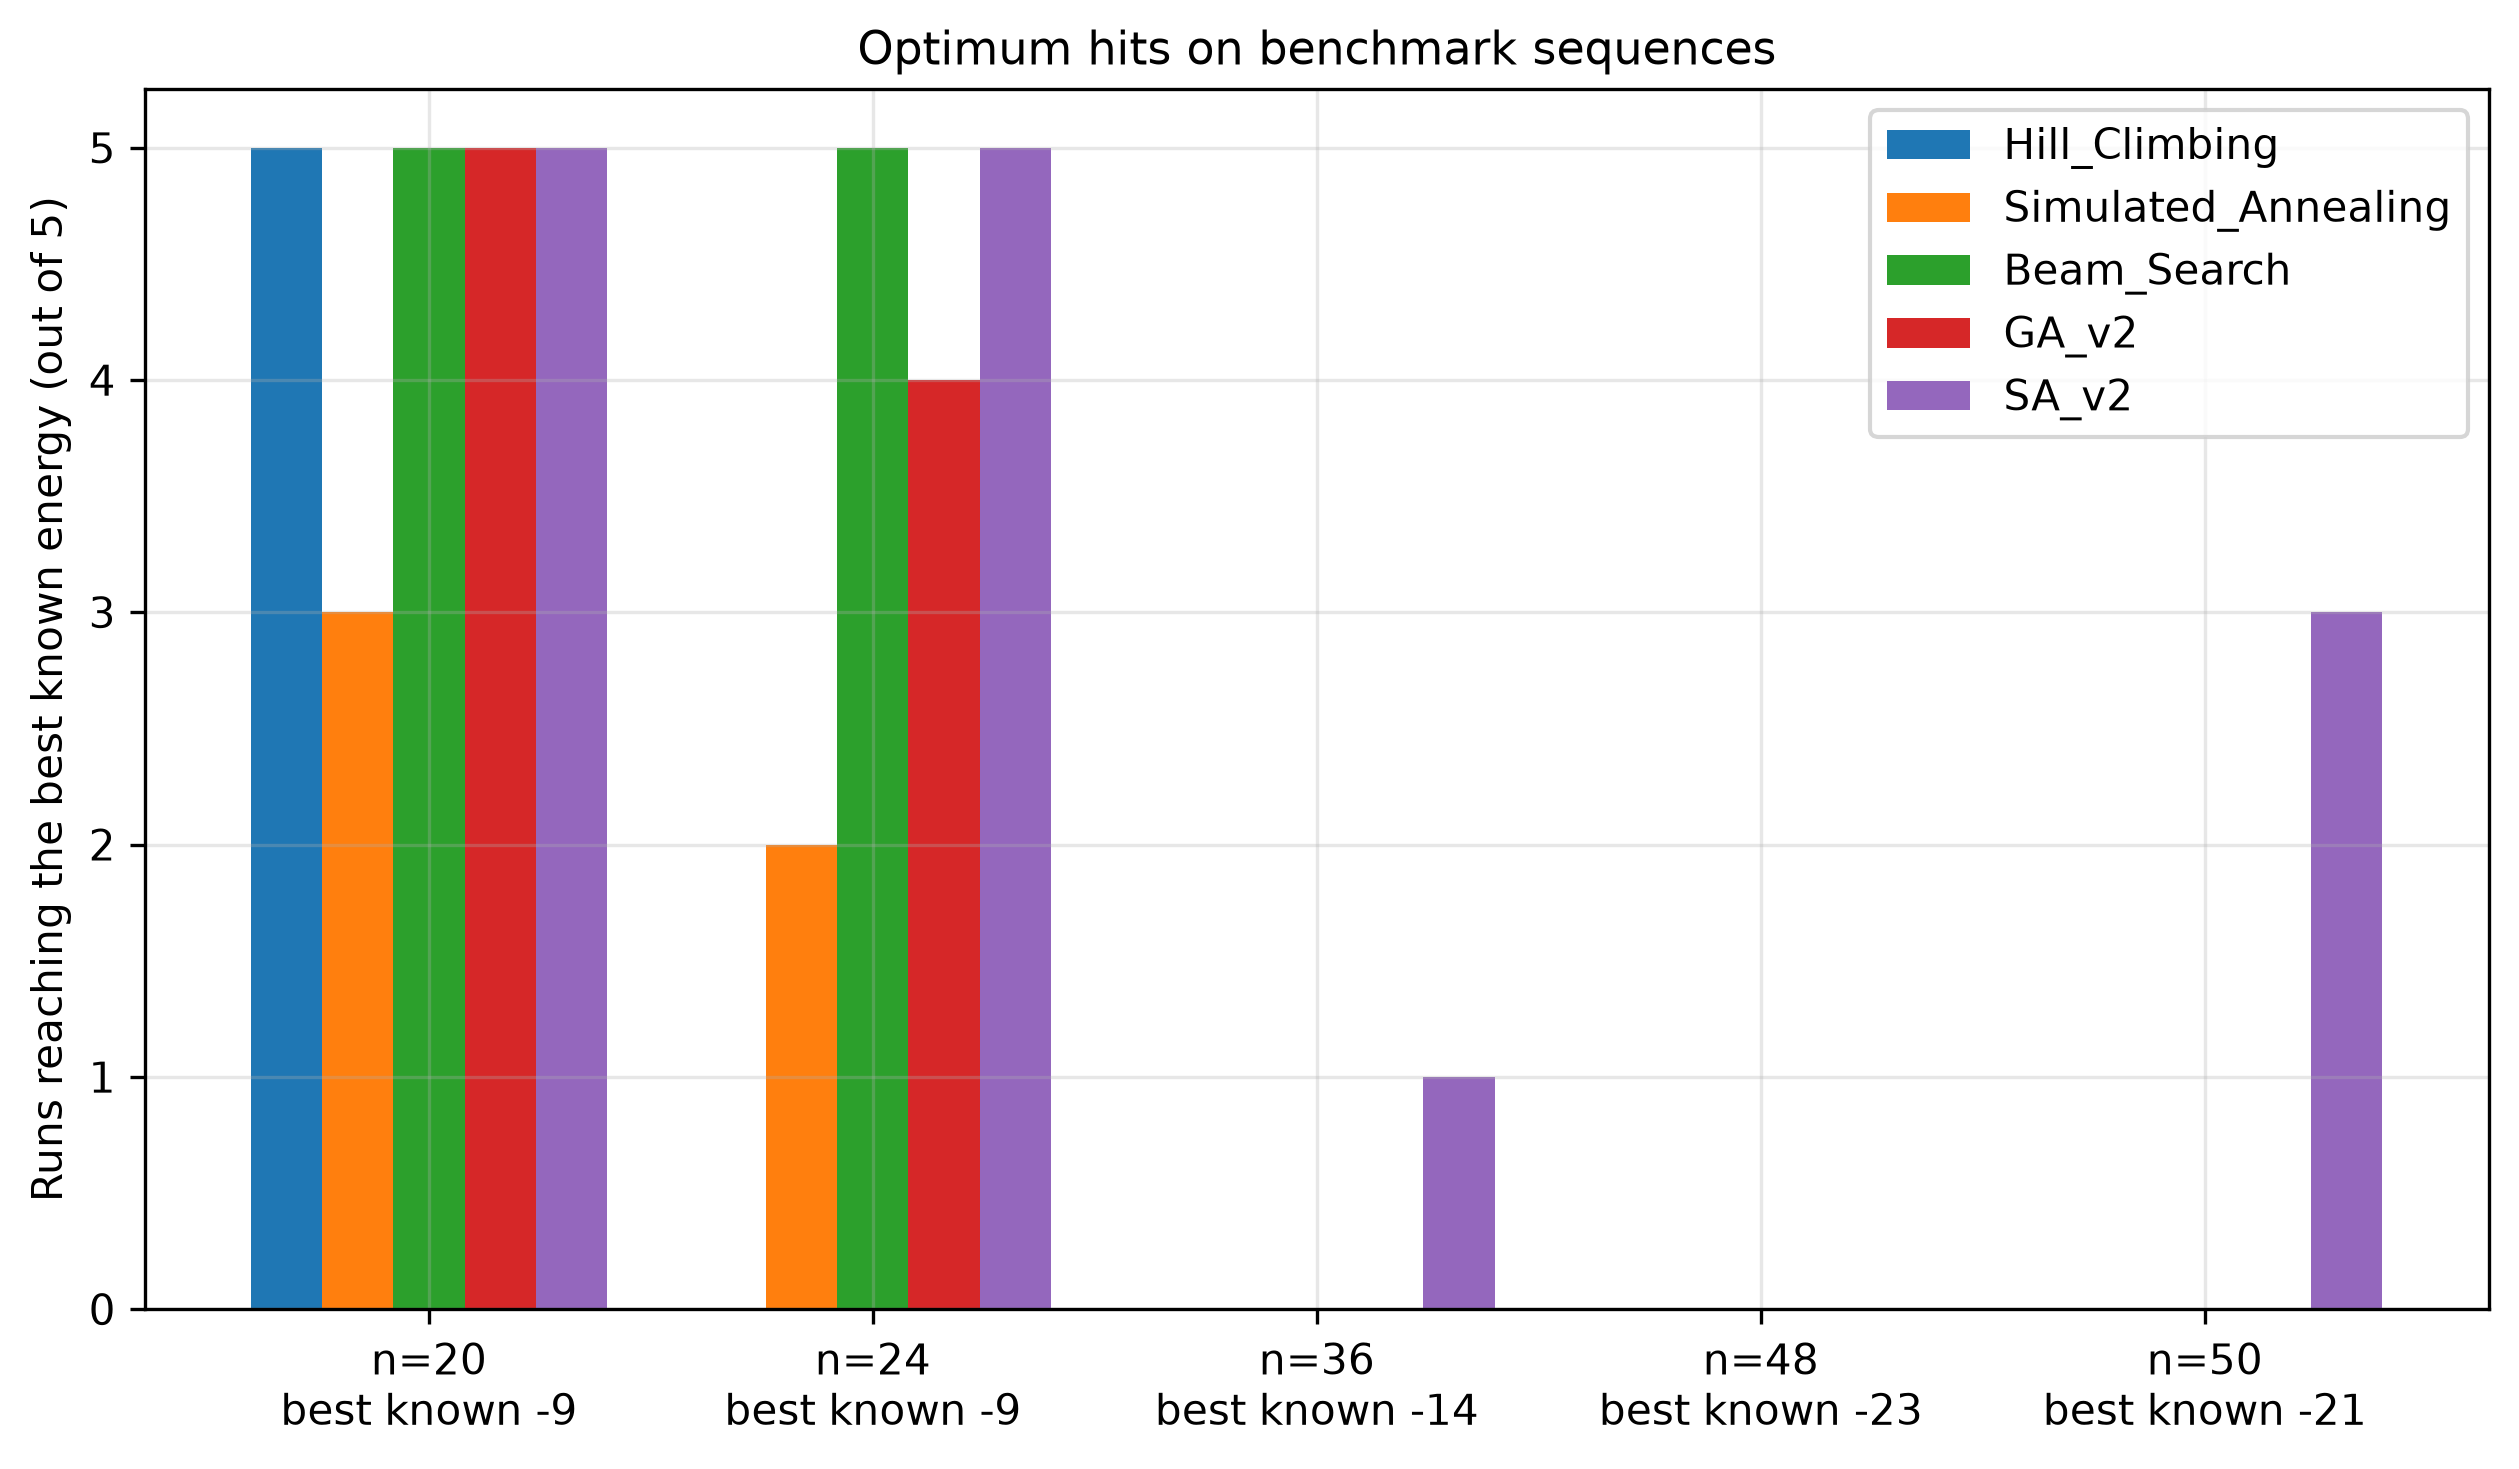 Optimum hits on benchmark sequences
Runs reaching the best known energy (out of 5)
5
4
3
2
1
0
Hill_Climbing
Simulated_Annealing
Beam_Search
GA_v2
SA_v2
n=20
best known -9
n=24
best known -9
n=36
best known -14
n=48
best known -23
n=50
best known -21